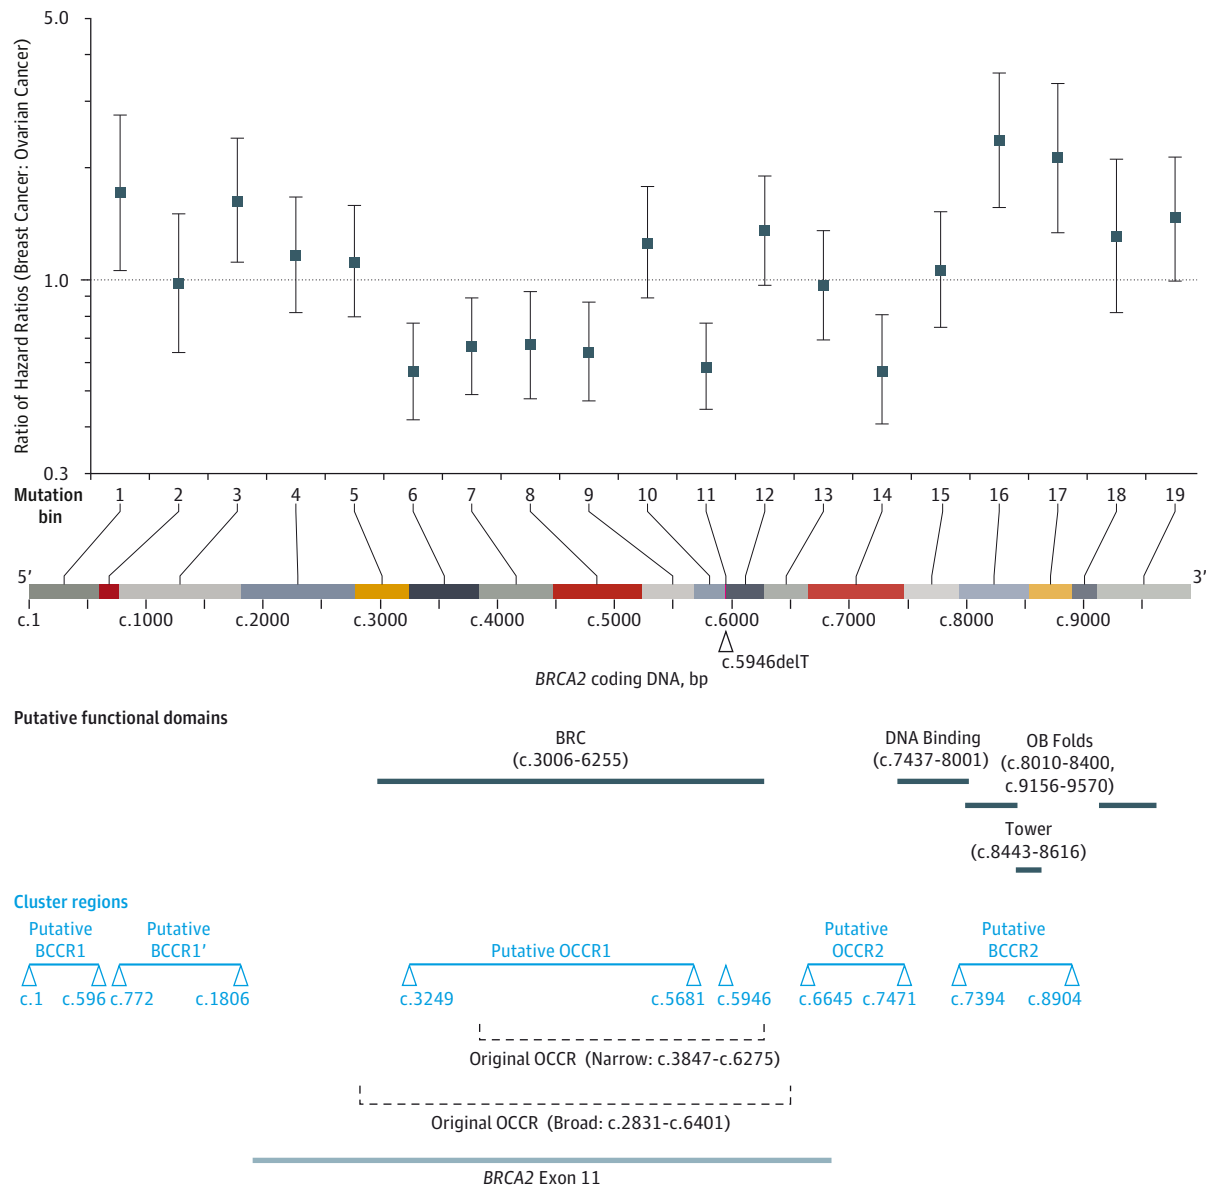 Ratio of Hazard Ratios (Breast Cancer: Ovarian Cancer)
5.0
1.0
0.3
Mutation bin 1 2 3 4 5 6 7 8 9 10 11 12 13 14 15 16 17 18 19
5′ 3′
c.1 c.1000 c.2000 c.3000 c.4000 c.5000 c.6000 c.7000 c.8000 c.9000
c.5946delT
BRCA2 coding DNA, bp
Putative functional domains
BRC
(c.3006-6255)
DNA Binding
(c.7437-8001)
OB Folds
(c.8010-8400,
c.9156-9570)
Tower
(c.8443-8616)
Cluster regions
Putative
BCCR1
Putative
BCCR1′
Putative OCCR1
Putative
OCCR2
Putative
BCCR2
c.1 c.596 c.772 c.1806 c.3249 c.5681 c.5946 c.6645 c.7471 c.7394 c.8904
Original OCCR (Narrow: c.3847-c.6275)
Original OCCR (Broad: c.2831-c.6401)
BRCA2 Exon 11